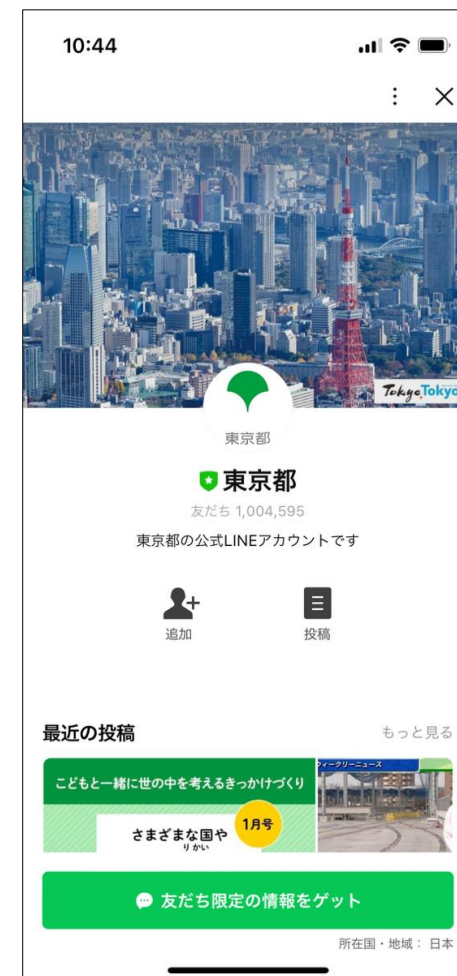 10:44
Tokyo Tokyo
東京都
東京都
友だち 1,004,595
東京都の公式LINEアカウントです
追加
投稿
最近の投稿
もっと見る
こどもと一緒に世の中を考えるきっかけづくり
ウィークリーニュース
1月号
さまざまな国や
りかい
友だち限定の情報をゲット
所在国・地域： 日本